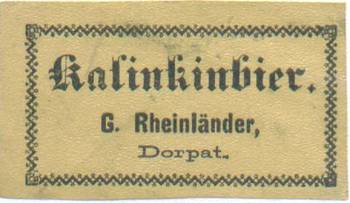 Kalinkinbier.
G. Rheinländer,
Dorpat.